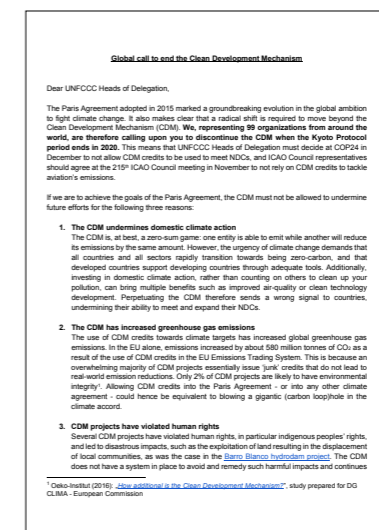 Global call to end the Clean Development Mechanism
Dear UNFCCC Heads of Delegation,
The Paris Agreement adopted in 2015 marked a groundbreaking evolution in the global ambition
to fight climate change. It also makes clear that a radical shift is required to move beyond the
Clean Development Mechanism (CDM). We, representing 99 organizations from around the
world, are therefore calling upon you to discontinue the CDM when the Kyoto Protocol
period ends in 2020. This means that UNFCCC Heads of Delegation must decide at COP24 in
December to not allow CDM credits to be used to meet NDCs, and ICAO Council representatives
should agree at the 215th ICAO Council meeting in November to not rely on CDM credits to tackle
aviation's emissions.
If we are to achieve the goals of the Paris Agreement, the CDM must not be allowed to undermine
future efforts for the following three reasons:
1. The CDM undermines domestic climate action
The CDM is, at best, a zero-sum game: one entity is able to emit while another will reduce
its emissions by the same amount. However, the urgency of climate change demands that
all countries and all sectors rapidly transition towards being zero-carbon, and that
developed countries support developing countries through adequate tools. Additionally,
investing in domestic climate action, rather than counting on others to clean up your
pollution, can bring multiple benefits such as improved air-quality or clean technology
development. Perpetuating the CDM therefore sends a wrong signal to countries,
undermining their ability to meet and expand their NDCs.
2. The CDM has increased greenhouse gas emissions
The use of CDM credits towards climate targets has increased global greenhouse gas
emissions. In the EU alone, emissions increased by about 580 million tonnes of CO₂ as a
result of the use of CDM credits in the EU Emissions Trading System. This is because an
overwhelming majority of CDM projects essentially issue 'junk' credits that do not lead to
real-world emission reductions. Only 2% of CDM projects are likely to have environmental
integrity¹. Allowing CDM credits into the Paris Agreement - or into any other climate
agreement - could hence be equivalent to blowing a gigantic (carbon loop)hole in the
climate accord.
3. CDM projects have violated human rights
Several CDM projects have violated human rights, in particular indigenous peoples' rights,
and led to disastrous impacts, such as the exploitation of land resulting in the displacement
of local communities, as was the case in the Barro Blanco hydrodam project. The CDM
does not have a system in place to avoid and remedy such harmful impacts and continues
¹ Oeko-Institut (2016): „How additional is the Clean Development Mechanism?", study prepared for DG
CLIMA - European Commission